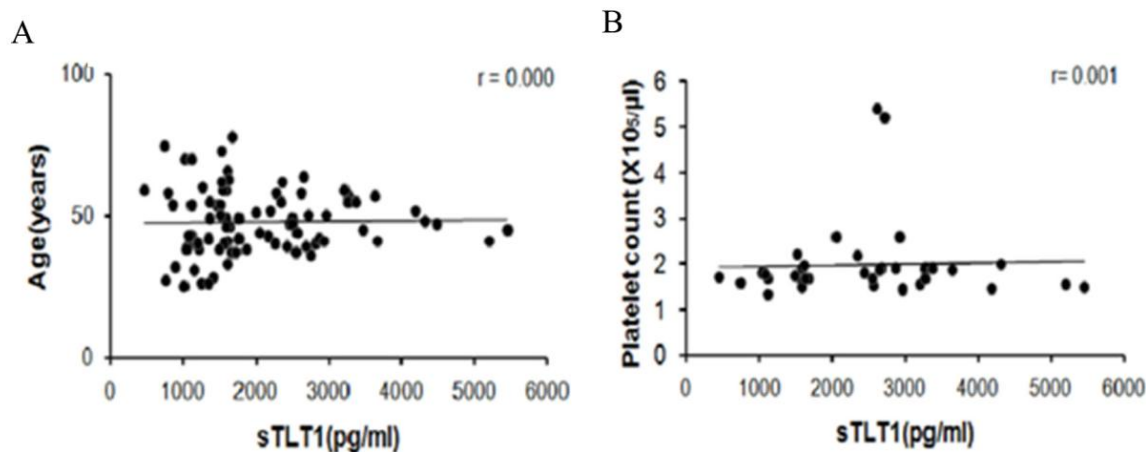 A
r = 0.000
100
50
0
Age(years)
0 1000 2000 3000 4000 5000 6000
sTLT1(pg/ml)
B
r= 0.001
6
5
4
3
2
1
0
Platelet count (X10₅/µl)
0 1000 2000 3000 4000 5000 6000
sTLT1(pg/ml)